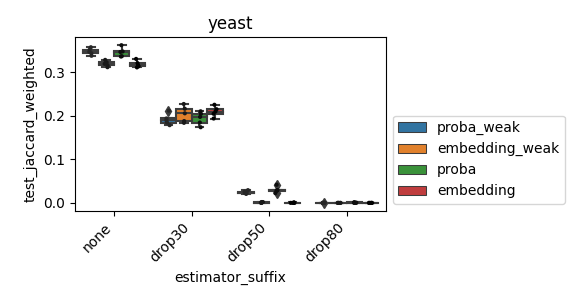 yeast
test_jaccard_weighted
0.3
0.2
0.1
0.0
none
drop30
drop50
drop80
estimator_suffix
proba_weak
embedding_weak
proba
embedding